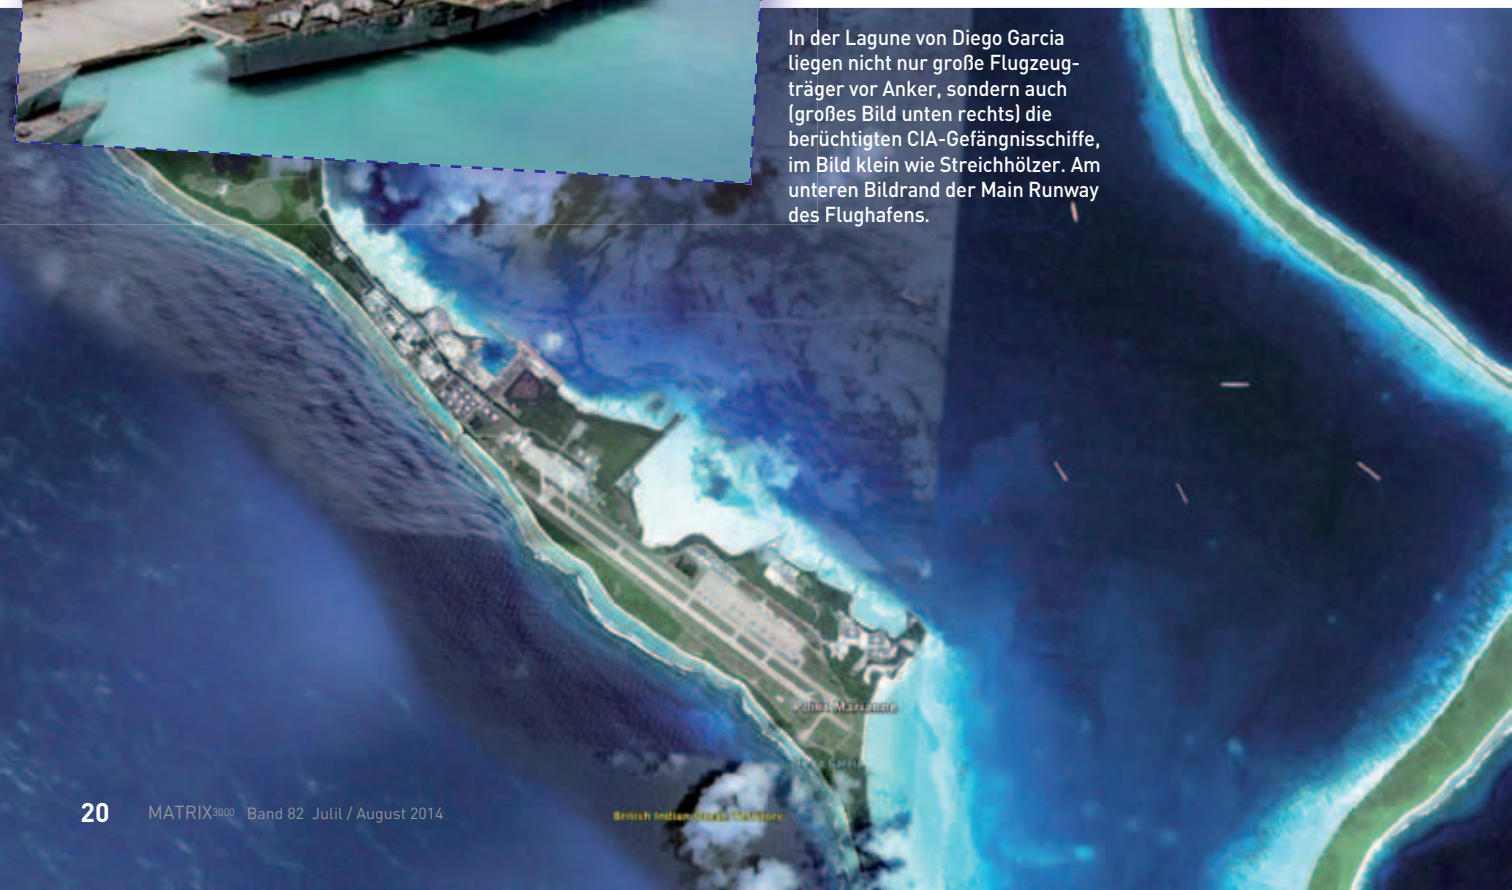 In der Lagune von Diego Garcia
liegen nicht nur große Flugzeug-
träger vor Anker, sondern auch
(großes Bild unten rechts) die
berüchtigten CIA-Gefängnisschiffe,
im Bild klein wie Streichhölzer. Am
unteren Bildrand der Main Runway
des Flughafens.
Marianne
British Indian Ocean Territory
20 MATRIX3000 Band 82 Julil / August 2014